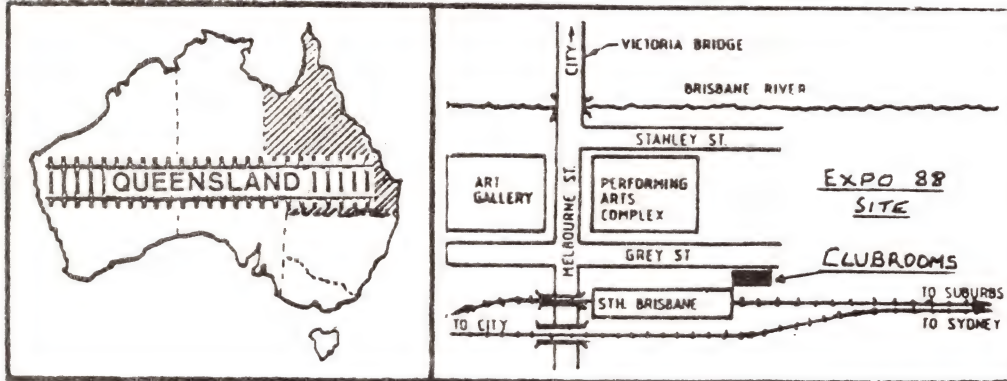 QUEENSLAND
CITY →
VICTORIA BRIDGE
BRISBANE RIVER
STANLEY ST.
ART
GALLERY
MELBOURNE ST.
PERFORMING
ARTS
COMPLEX
EXPO 88
SITE
GREY ST
CLUBROOMS
STH. BRISBANE
TO SUBURBS
TO CITY
TO SYDNEY